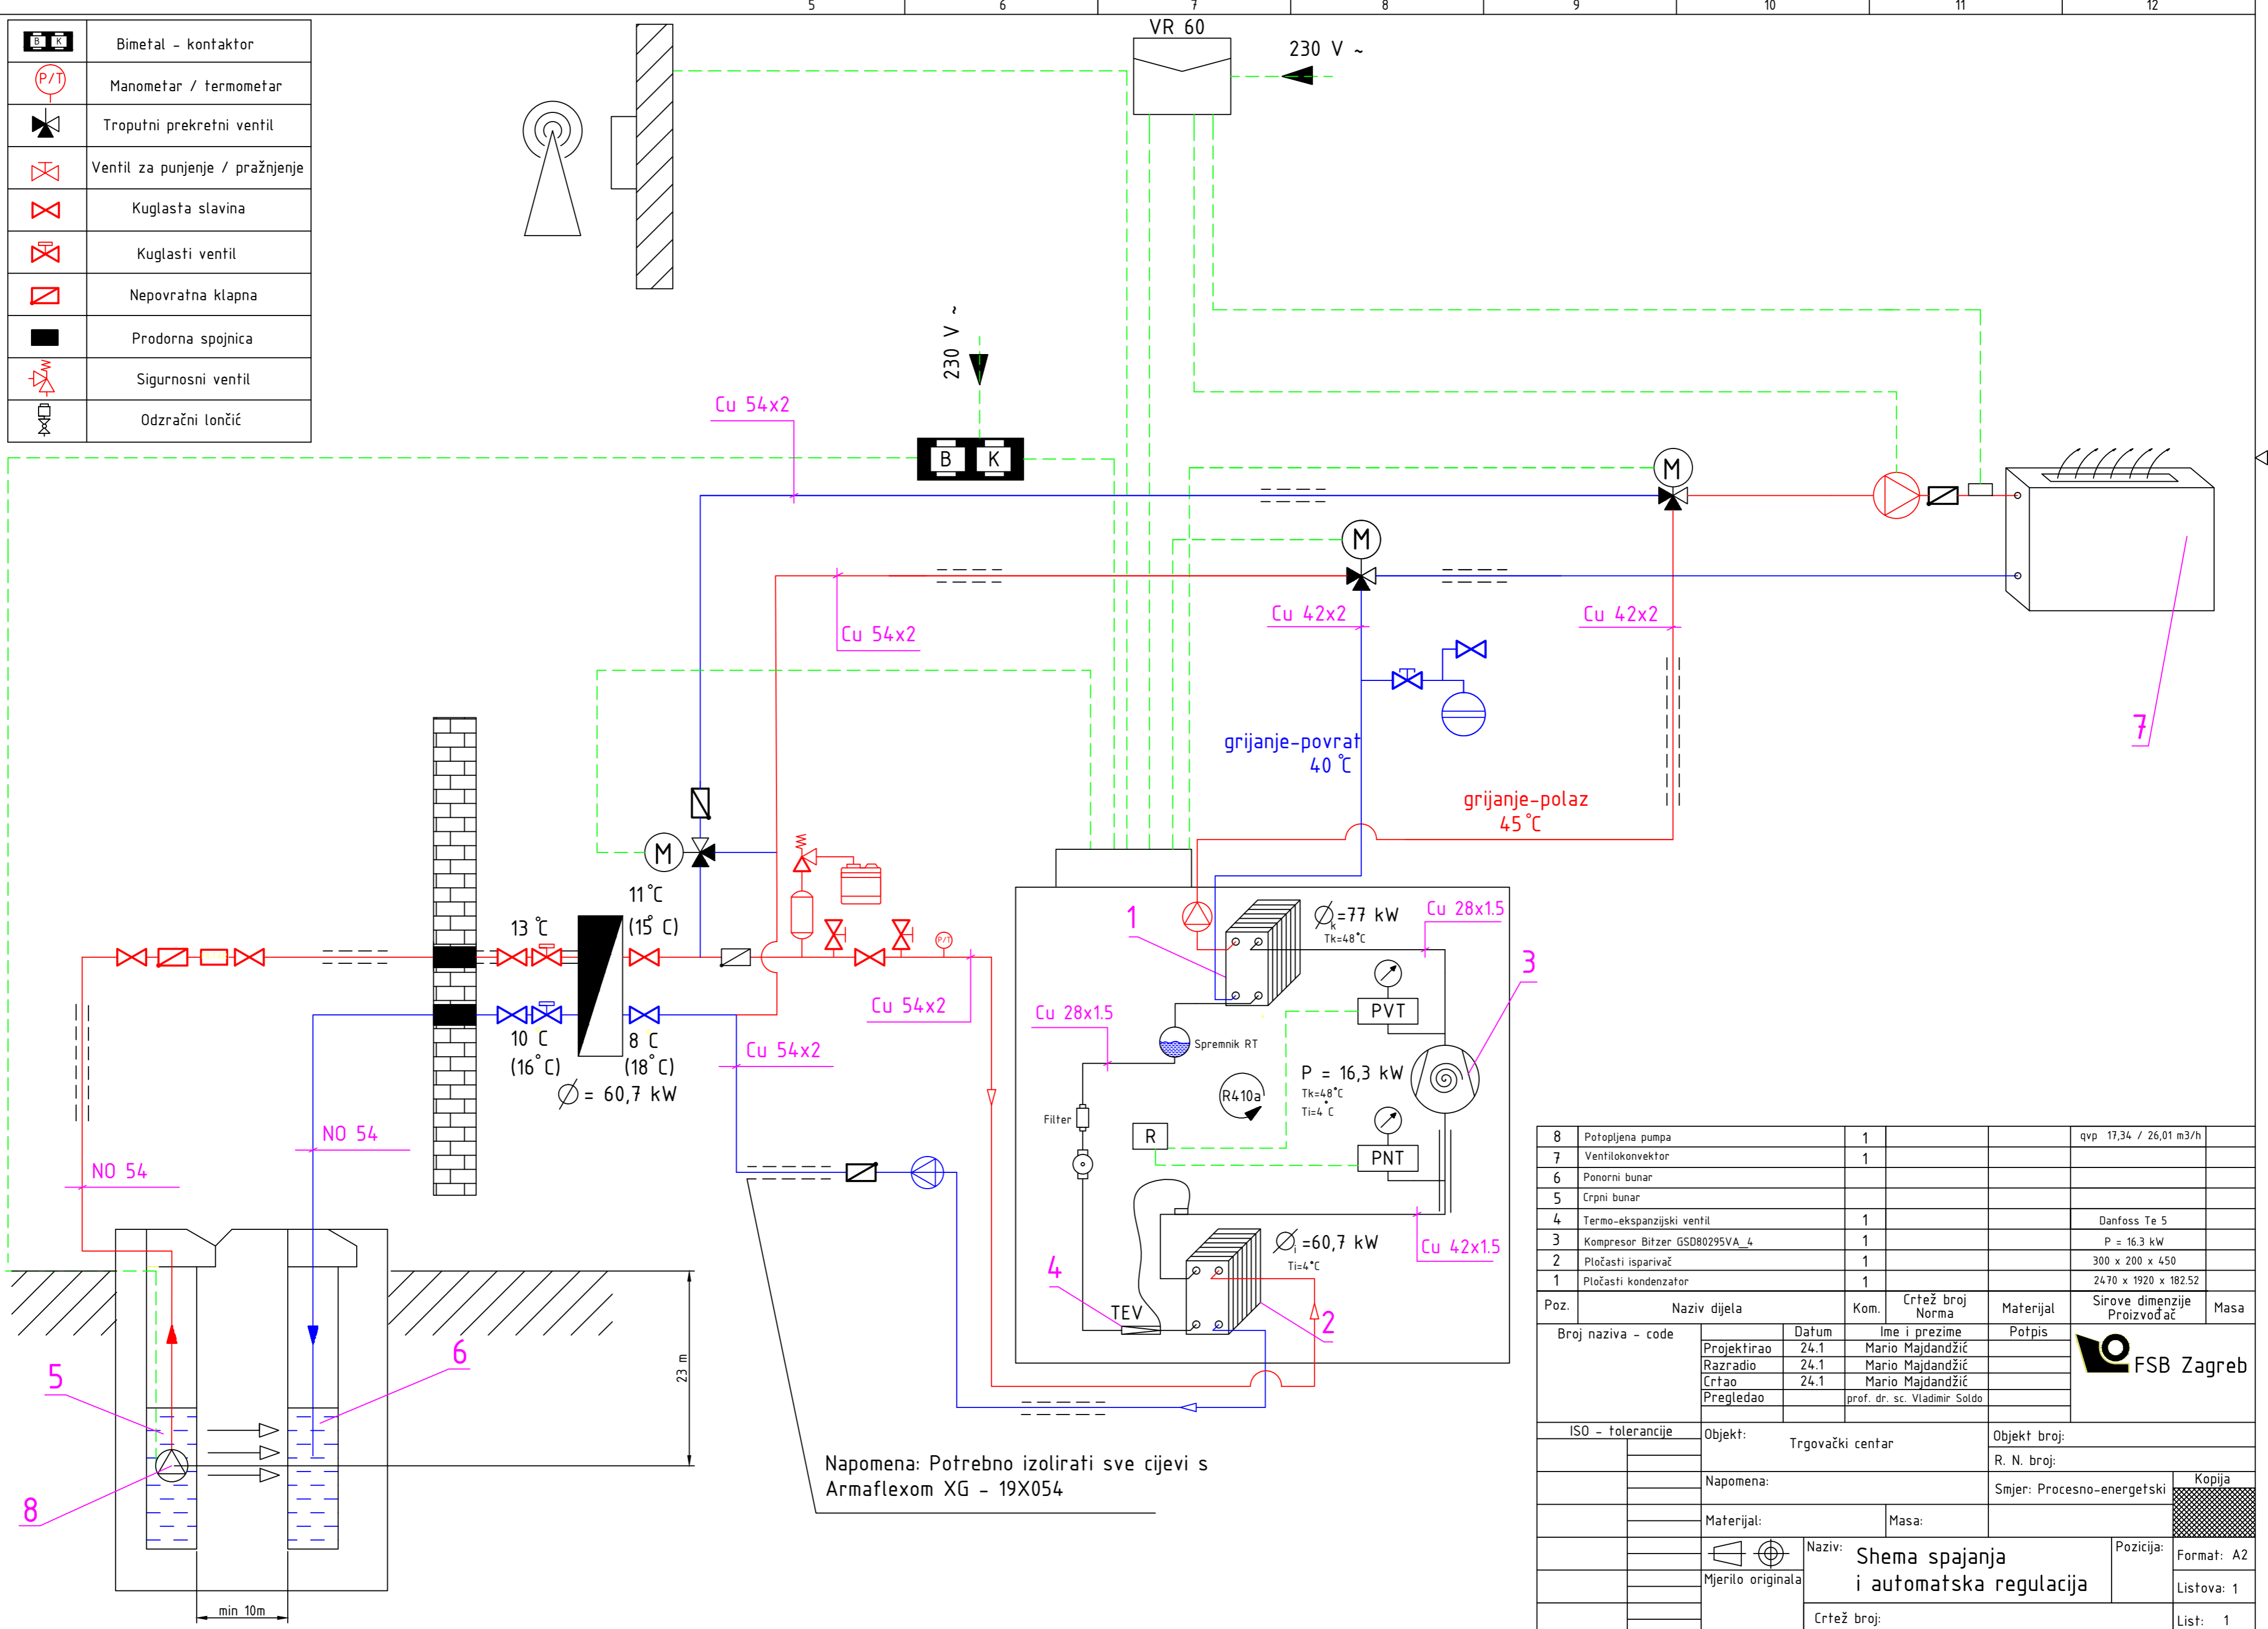 5 6 7 8 9 10 11 12
B K Bimetal - kontaktor
P/T Manometar / termometar
Troputni prekretni ventil
Ventil za punjenje / pražnjenje
Kuglasta slavina
Kuglasti ventil
Nepovratna klapna
Prodorna spojnica
Sigurnosni ventil
Odzračni lončić
VR 60
230 V ~
230 V ~
B K
Cu 54x2
M
M
Cu 54x2
Cu 42x2
Cu 42x2
7
grijanje-povrat
40 °C
grijanje-polaz
45 °C
M
11 °C
(15 °C)
13 °C
10 C
(16 °C)
8 C
(18 °C)
Ø = 60,7 kW
P/T
Cu 54x2
Cu 54x2
NO 54
NO 54
1
Øk =77 kW
Tk=48°C
Cu 28x1.5
3
Cu 28x1.5
PVT
Spremnik RT
P = 16,3 kW
Tk=48°C
Ti=4°C
R410a
Filter
R
PNT
Øi =60,7 kW
Ti=4°C
Cu 42x1.5
4
TEV
2
5
6
8
23 m
min 10m
Napomena: Potrebno izolirati sve cijevi s
Armaflexom XG - 19X054
8 Potopljena pumpa 1 qvp 17,34 / 26,01 m3/h
7 Ventilokonvektor 1
6 Ponorni bunar
5 Crpni bunar
4 Termo-ekspanzijski ventil 1 Danfoss Te 5
3 Kompresor Bitzer GSD80295VA_4 1 P = 16.3 kW
2 Pločasti isparivač 1 300 x 200 x 450
1 Pločasti kondenzator 1 2470 x 1920 x 182.52
Poz. Naziv dijela Kom. Crtež broj Norma Materijal Sirove dimenzije Proizvođač Masa
Broj naziva - code Datum Ime i prezime Potpis
Projektirao 24.1 Mario Majdandžić
Razradio 24.1 Mario Majdandžić
Crtao 24.1 Mario Majdandžić
Pregledao prof. dr. sc. Vladimir Soldo
FSB Zagreb
ISO - tolerancije
Objekt: Trgovački centar
Objekt broj:
R. N. broj:
Napomena:
Smjer: Procesno-energetski
Kopija
Materijal:
Masa:
Naziv: Shema spajanja
i automatska regulacija
Pozicija:
Format: A2
Mjerilo originala
Listova: 1
Crtež broj:
List: 1